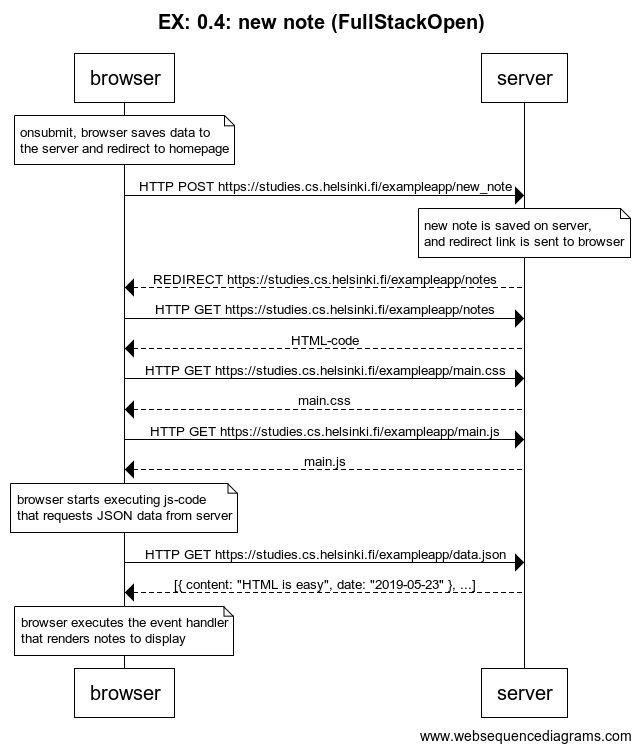 EX: 0.4: new note (FullStackOpen)
browser
server
onsubmit, browser saves data to
the server and redirect to homepage
HTTP POST https://studies.cs.helsinki.fi/exampleapp/new_note
new note is saved on server,
and redirect link is sent to browser
REDIRECT https://studies.cs.helsinki.fi/exampleapp/notes
HTTP GET https://studies.cs.helsinki.fi/exampleapp/notes
HTML-code
HTTP GET https://studies.cs.helsinki.fi/exampleapp/main.css
main.css
HTTP GET https://studies.cs.helsinki.fi/exampleapp/main.js
main.js
browser starts executing js-code
that requests JSON data from server
HTTP GET https://studies.cs.helsinki.fi/exampleapp/data.json
[{ content: "HTML is easy", date: "2019-05-23" }, ...]
browser executes the event handler
that renders notes to display
browser
server
www.websequencediagrams.com